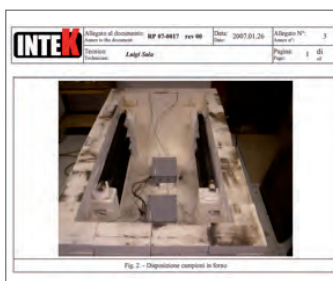 INTEK
Allegato al documento: RP 07-0017 rev 00
Annex to the document:
Data: 2007.01.26
Date:
Allegato N°: 3
Annex n°:
Tecnico: Luigi Sala
Technician:
Pagina: 1 di
Page: of
Fig. 2 – Disposizione campioni in forno